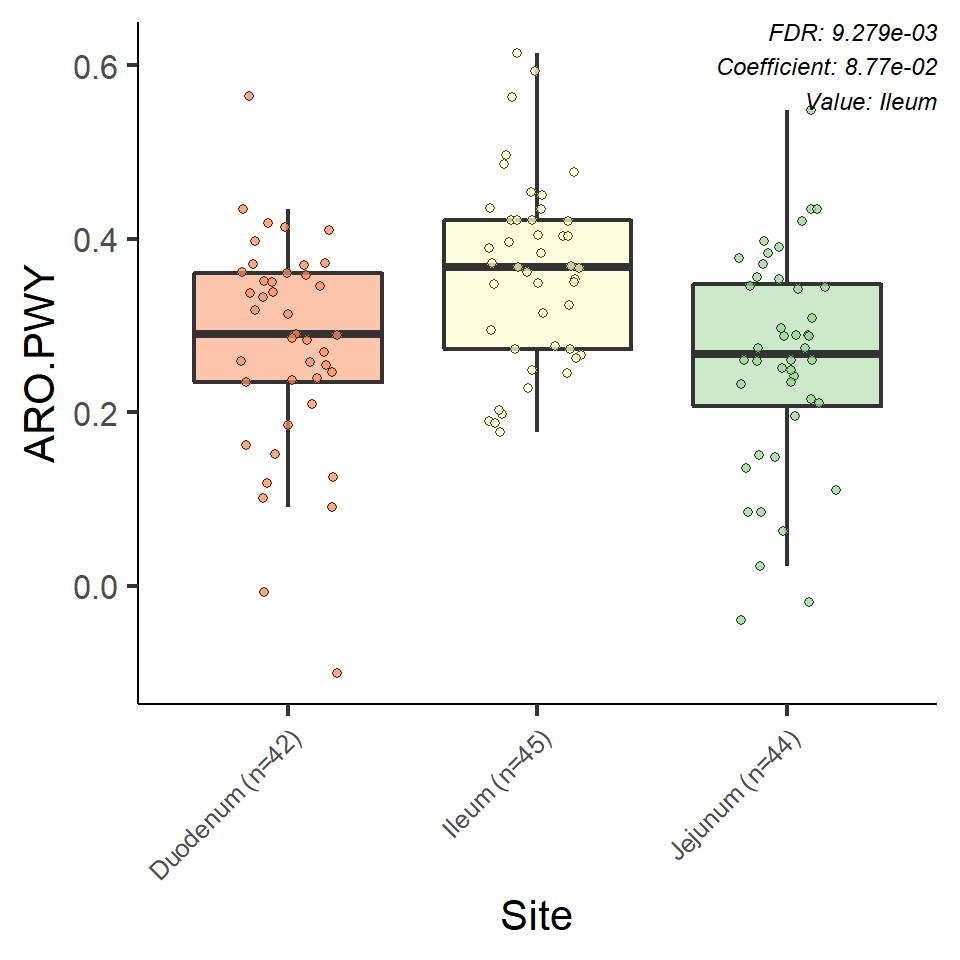 FDR: 9.279e-03
Coefficient: 8.77e-02
Value: Ileum
ARO.PWY
0.6
0.4
0.2
0.0
Duodenum (n=42)
Ileum (n=45)
Jejunum (n=44)
Site